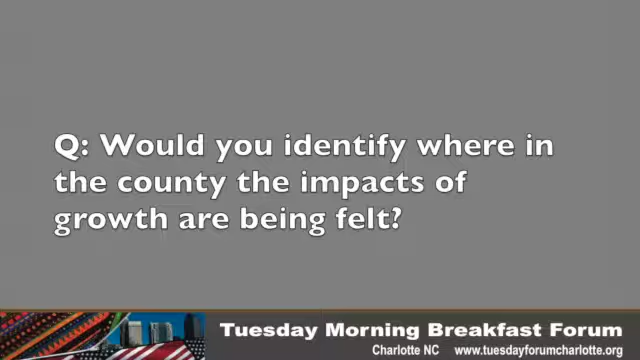 Q: Would you identify where in
the county the impacts of
growth are being felt?
Tuesday Morning Breakfast Forum
Charlotte NC www.tuesdayforumcharlotte.org